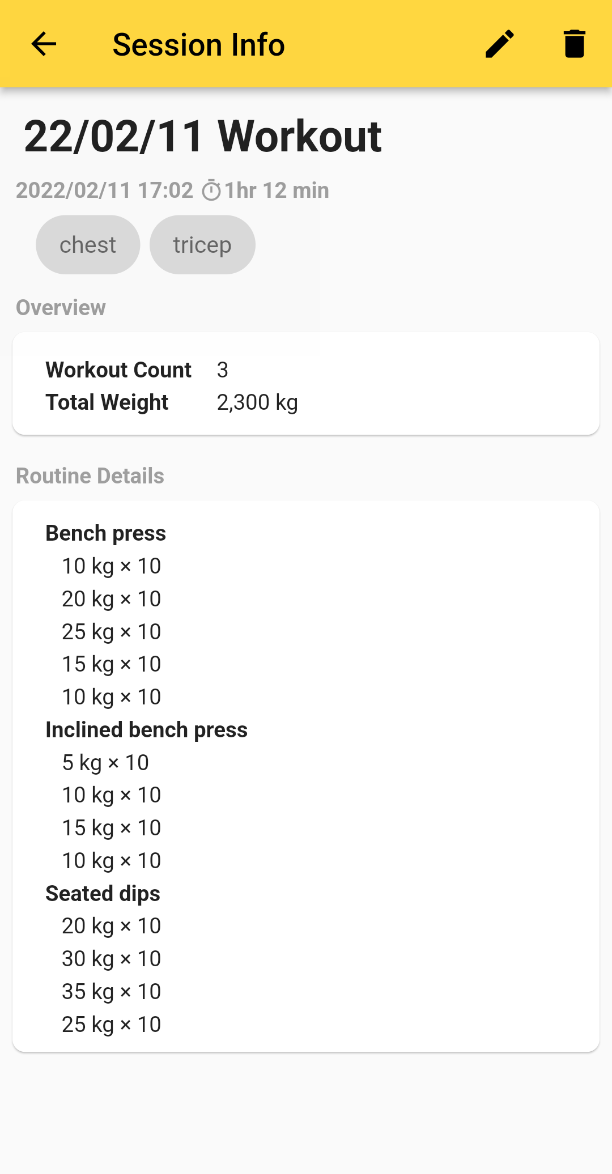 Session Info
22/02/11 Workout
2022/02/11 17:02 1hr 12 min
chest tricep
Overview
Workout Count 3
Total Weight 2,300 kg
Routine Details
Bench press
10 kg × 10
20 kg × 10
25 kg × 10
15 kg × 10
10 kg × 10
Inclined bench press
5 kg × 10
10 kg × 10
15 kg × 10
10 kg × 10
Seated dips
20 kg × 10
30 kg × 10
35 kg × 10
25 kg × 10